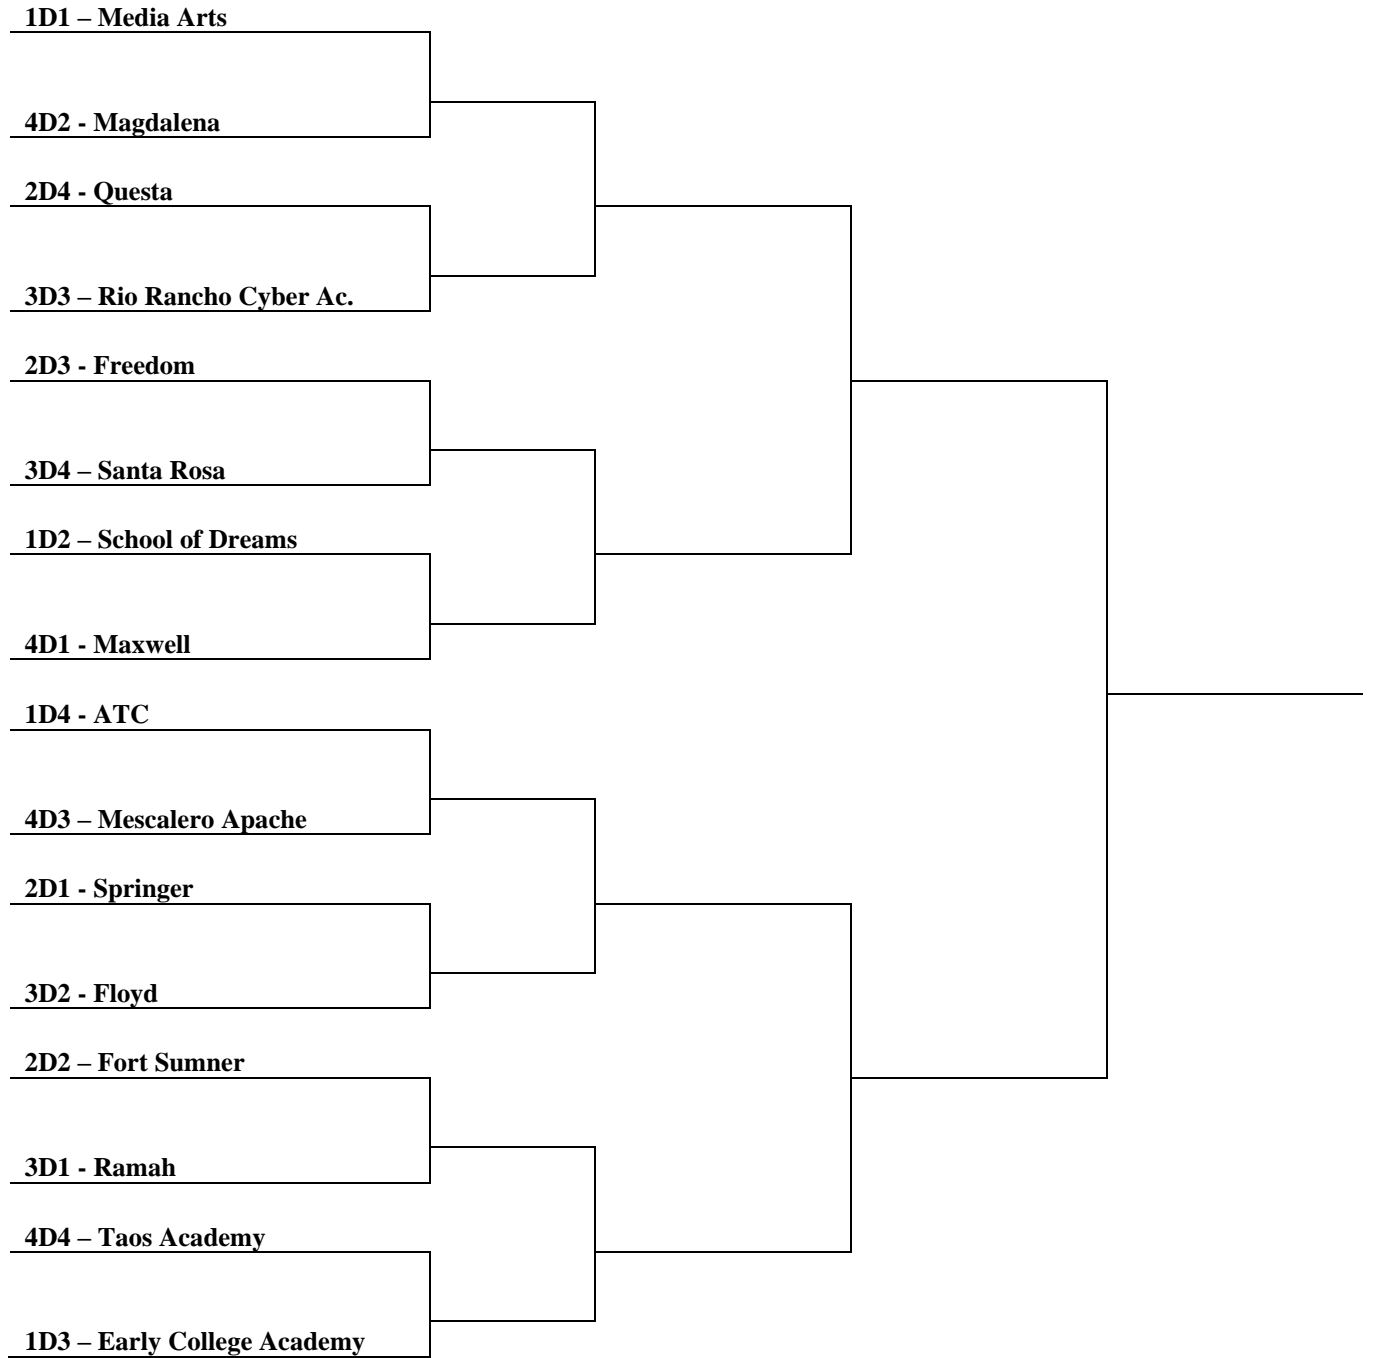 1D1 – Media Arts
4D2 - Magdalena
2D4 - Questa
3D3 – Rio Rancho Cyber Ac.
2D3 - Freedom
3D4 – Santa Rosa
1D2 – School of Dreams
4D1 - Maxwell
1D4 - ATC
4D3 – Mescalero Apache
2D1 - Springer
3D2 - Floyd
2D2 – Fort Sumner
3D1 - Ramah
4D4 – Taos Academy
1D3 – Early College Academy